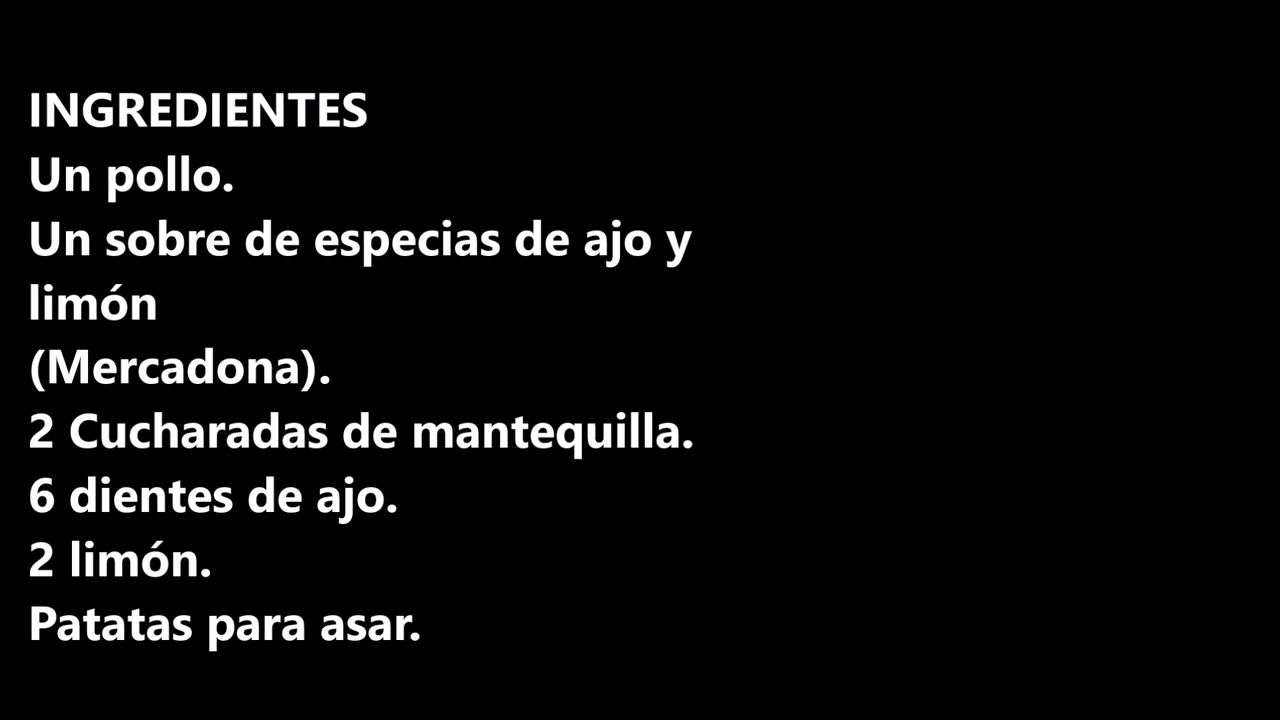 INGREDIENTES
Un pollo.
Un sobre de especias de ajo y
limón
(Mercadona).
2 Cucharadas de mantequilla.
6 dientes de ajo.
2 limón.
Patatas para asar.